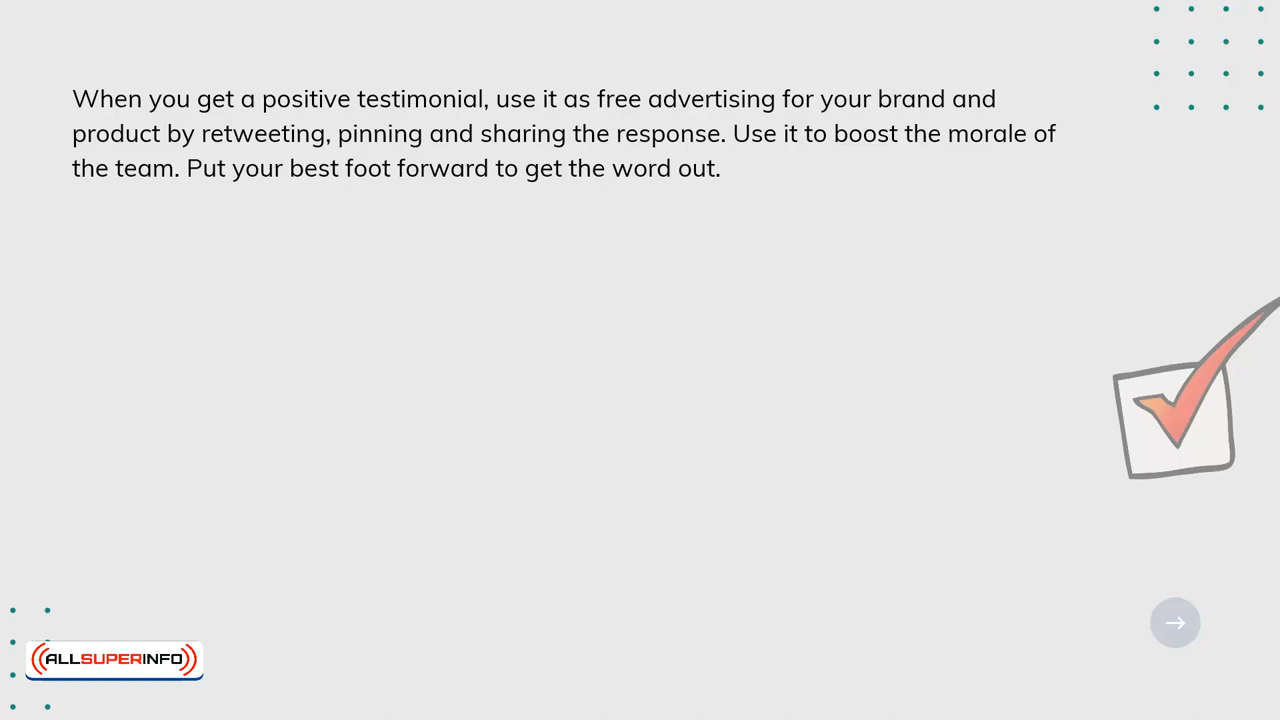 When you get a positive testimonial, use it as free advertising for your brand and
product by retweeting, pinning and sharing the response. Use it to boost the morale of
the team. Put your best foot forward to get the word out.
ALLSUPERINFO